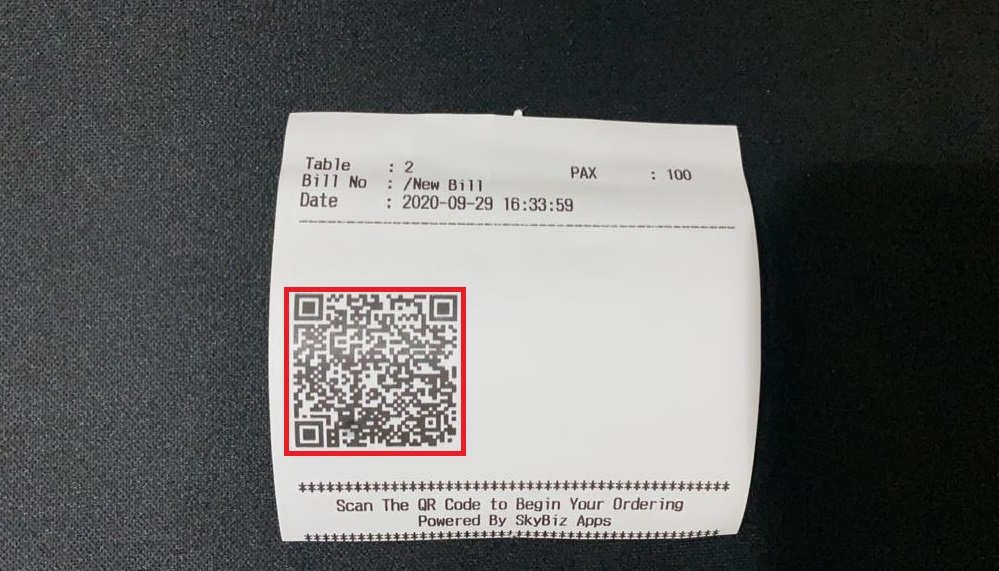 Table : 2 PAX : 100
Bill No : /New Bill
Date : 2020-09-29 16:33:59
Scan The QR Code to Begin Your Ordering
Powered By SkyBiz Apps